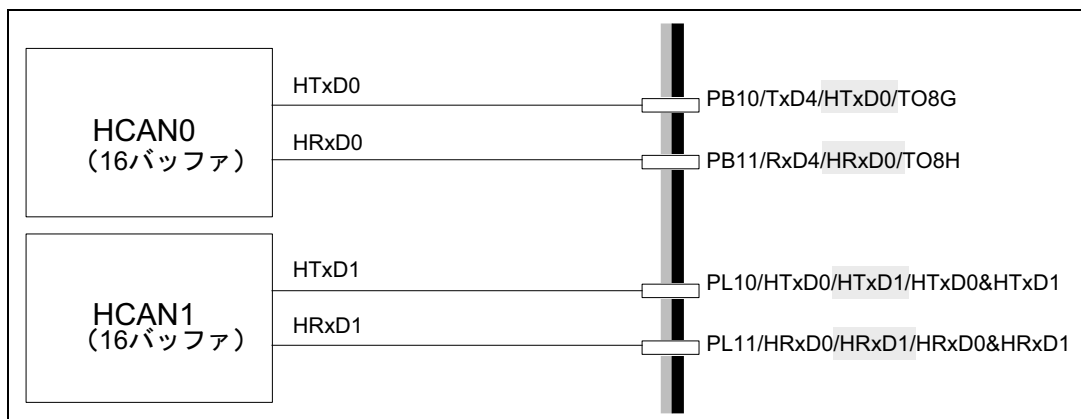 HCAN0
（16バッファ）
HTxD0
HRxD0
PB10/TxD4/HTxD0/TO8G
PB11/RxD4/HRxD0/TO8H
HCAN1
（16バッファ）
HTxD1
HRxD1
PL10/HTxD0/HTxD1/HTxD0&HTxD1
PL11/HRxD0/HRxD1/HRxD0&HRxD1